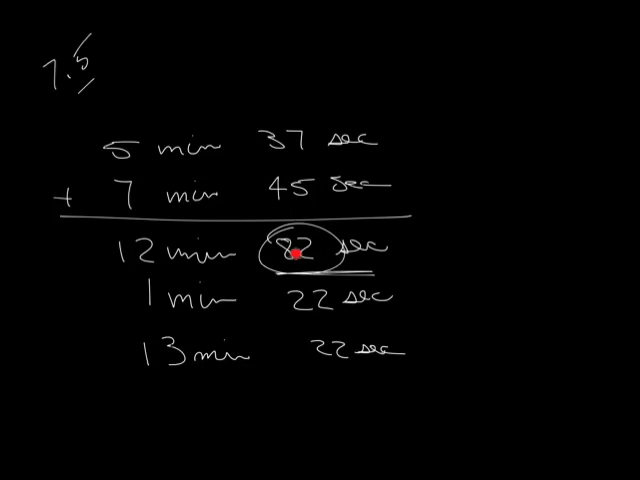 7.5
5 min 37 sec
+ 7 min 45 sec
12 min 82 sec
1 min 22 sec
13 min 22 sec